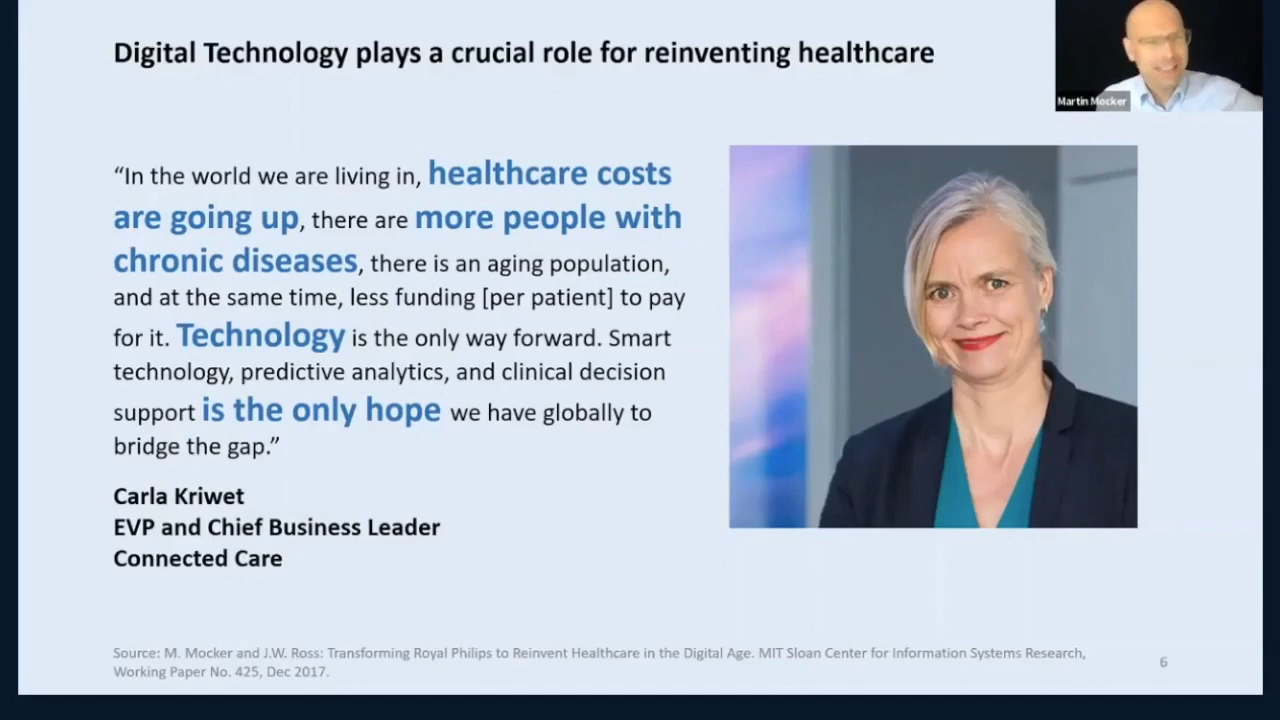 Digital Technology plays a crucial role for reinventing healthcare
Martin Mocker
“In the world we are living in, healthcare costs
are going up, there are more people with
chronic diseases, there is an aging population,
and at the same time, less funding [per patient] to pay
for it. Technology is the only way forward. Smart
technology, predictive analytics, and clinical decision
support is the only hope we have globally to
bridge the gap.”
Carla Kriwet
EVP and Chief Business Leader
Connected Care
Source: M. Mocker and J.W. Ross: Transforming Royal Philips to Reinvent Healthcare in the Digital Age. MIT Sloan Center for Information Systems Research,
Working Paper No. 425, Dec 2017.
6